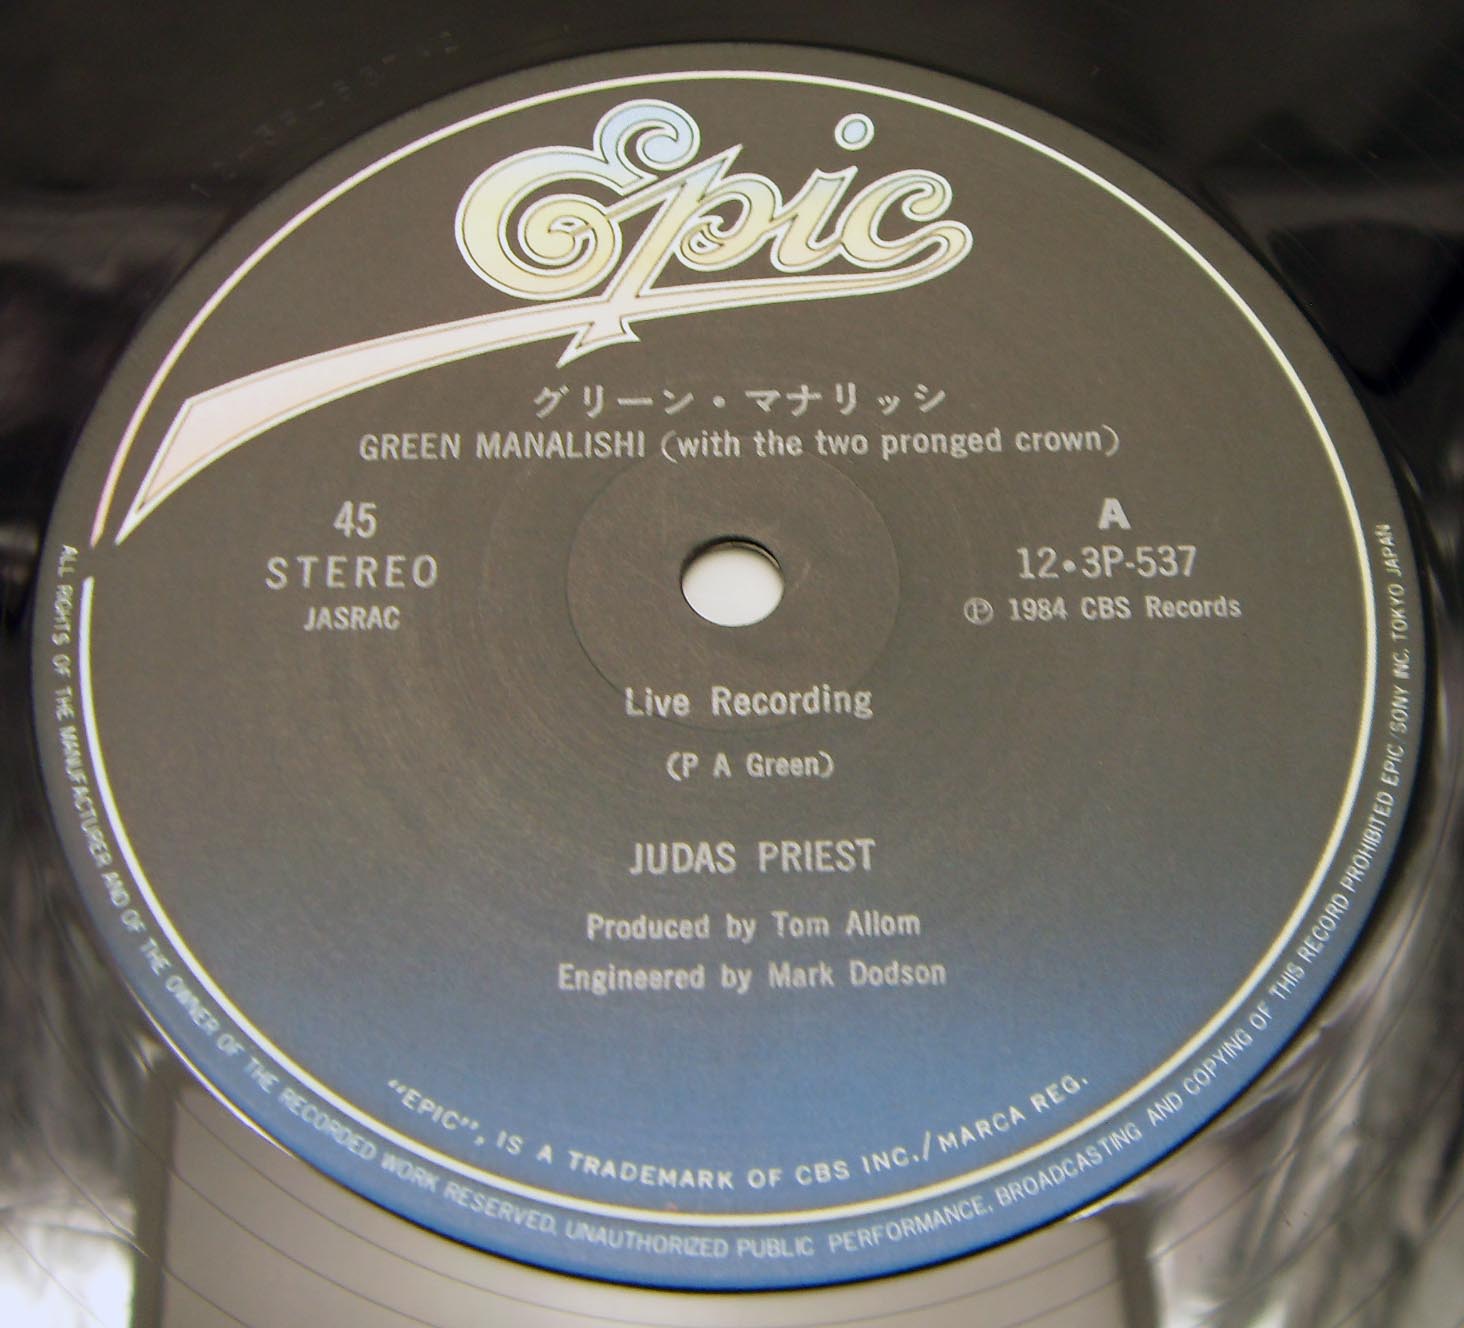 Epic
グリーン・マナリッシ
GREEN MANALISHI (with the two pronged crown)
45
STEREO
JASRAC
A
12•3P-537
Ⓟ 1984 CBS Records
Live Recording
(P A Green)
JUDAS PRIEST
Produced by Tom Allom
Engineered by Mark Dodson
"EPIC", IS A TRADEMARK OF CBS INC./MARCA REG.
ALL RIGHTS OF THE MANUFACTURER AND OF THE OWNER OF THE RECORDED WORK RESERVED. UNAUTHORIZED PUBLIC PERFORMANCE, BROADCASTING AND COPYING OF THIS RECORD PROHIBITED EPIC/SONY INC. TOKYO JAPAN